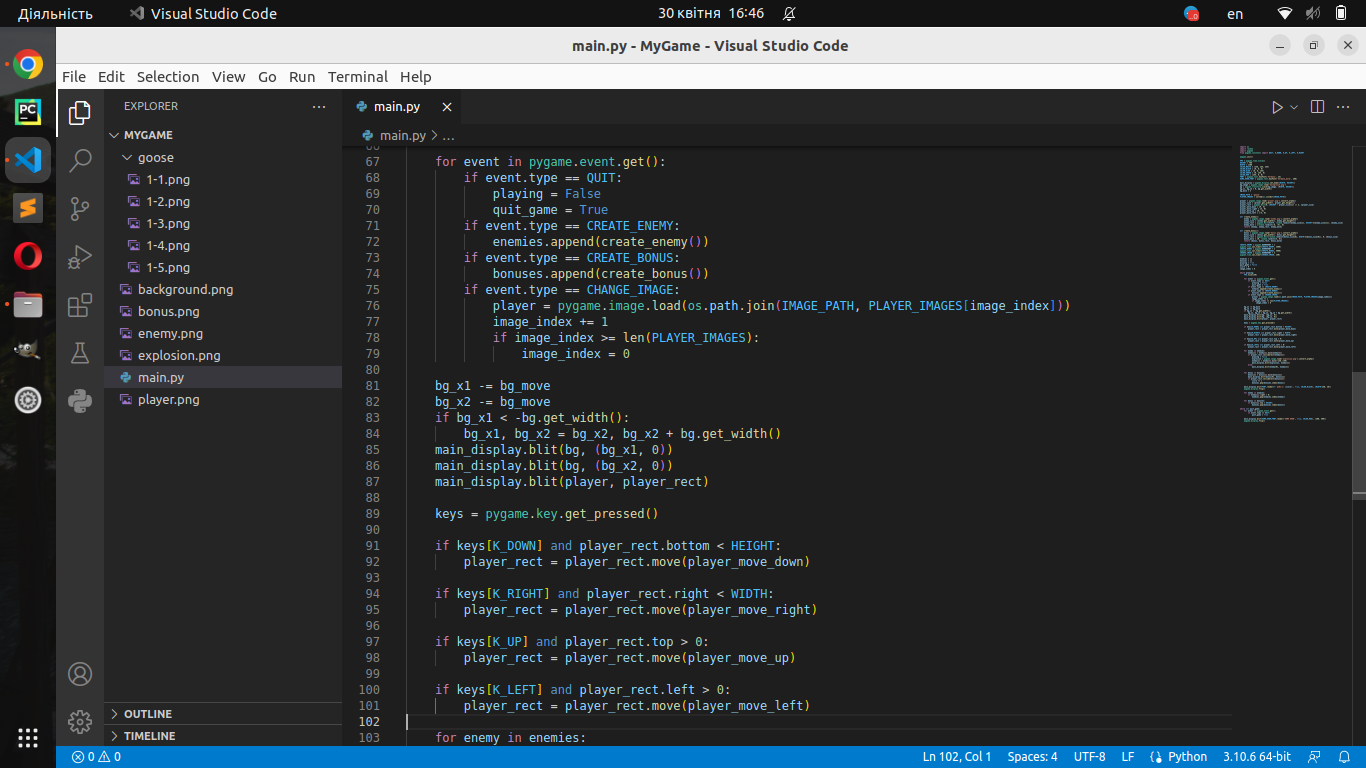 Діяльність
Visual Studio Code
30 квітня 16:46
en
main.py - MyGame - Visual Studio Code
File Edit Selection View Go Run Terminal Help
EXPLORER
MYGAME
goose
1-1.png
1-2.png
1-3.png
1-4.png
1-5.png
background.png
bonus.png
enemy.png
explosion.png
main.py
player.png
OUTLINE
TIMELINE
main.py
main.py > ...
66
67 for event in pygame.event.get():
68 if event.type == QUIT:
69 playing = False
70 quit_game = True
71 if event.type == CREATE_ENEMY:
72 enemies.append(create_enemy())
73 if event.type == CREATE_BONUS:
74 bonuses.append(create_bonus())
75 if event.type == CHANGE_IMAGE:
76 player = pygame.image.load(os.path.join(IMAGE_PATH, PLAYER_IMAGES[image_index]))
77 image_index += 1
78 if image_index >= len(PLAYER_IMAGES):
79 image_index = 0
80
81 bg_x1 -= bg_move
82 bg_x2 -= bg_move
83 if bg_x1 < -bg.get_width():
84 bg_x1, bg_x2 = bg_x2, bg_x2 + bg.get_width()
85 main_display.blit(bg, (bg_x1, 0))
86 main_display.blit(bg, (bg_x2, 0))
87 main_display.blit(player, player_rect)
88
89 keys = pygame.key.get_pressed()
90
91 if keys[K_DOWN] and player_rect.bottom < HEIGHT:
92 player_rect = player_rect.move(player_move_down)
93
94 if keys[K_RIGHT] and player_rect.right < WIDTH:
95 player_rect = player_rect.move(player_move_right)
96
97 if keys[K_UP] and player_rect.top > 0:
98 player_rect = player_rect.move(player_move_up)
99
100 if keys[K_LEFT] and player_rect.left > 0:
101 player_rect = player_rect.move(player_move_left)
102
103 for enemy in enemies:
0 0
Ln 102, Col 1 Spaces: 4 UTF-8 LF Python 3.10.6 64-bit